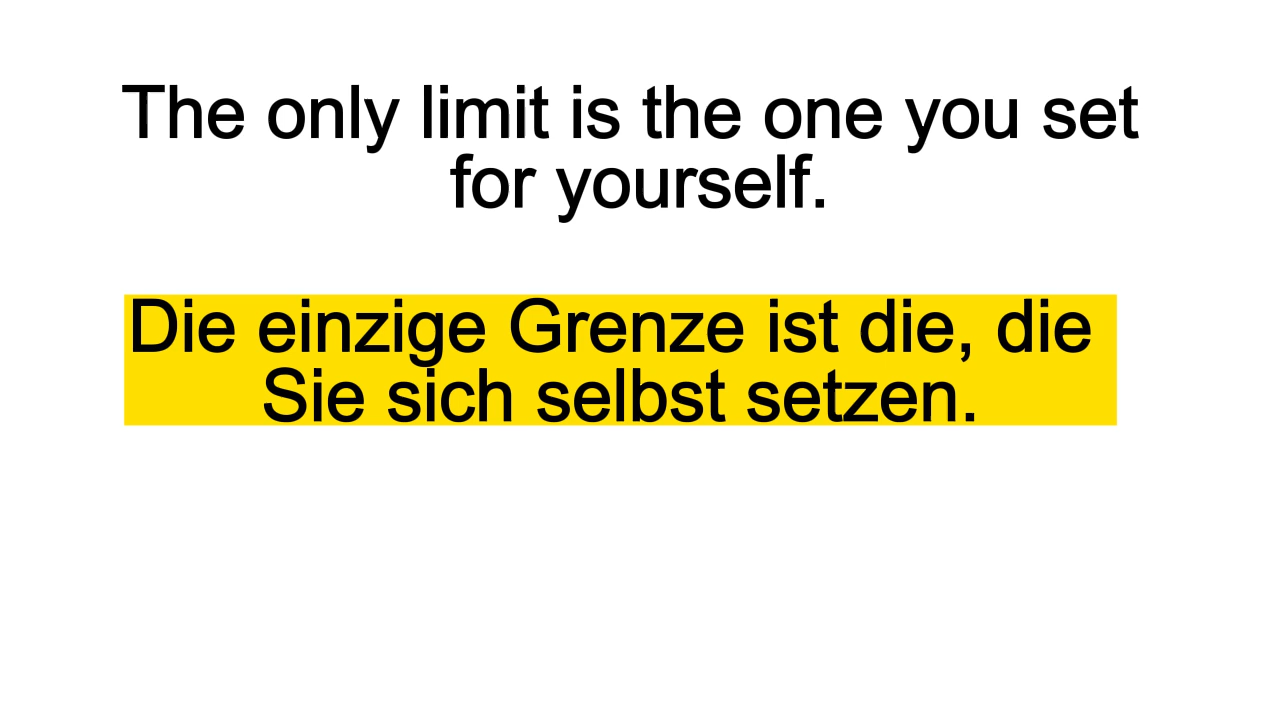 The only limit is the one you set
for yourself.
Die einzige Grenze ist die, die
Sie sich selbst setzen.